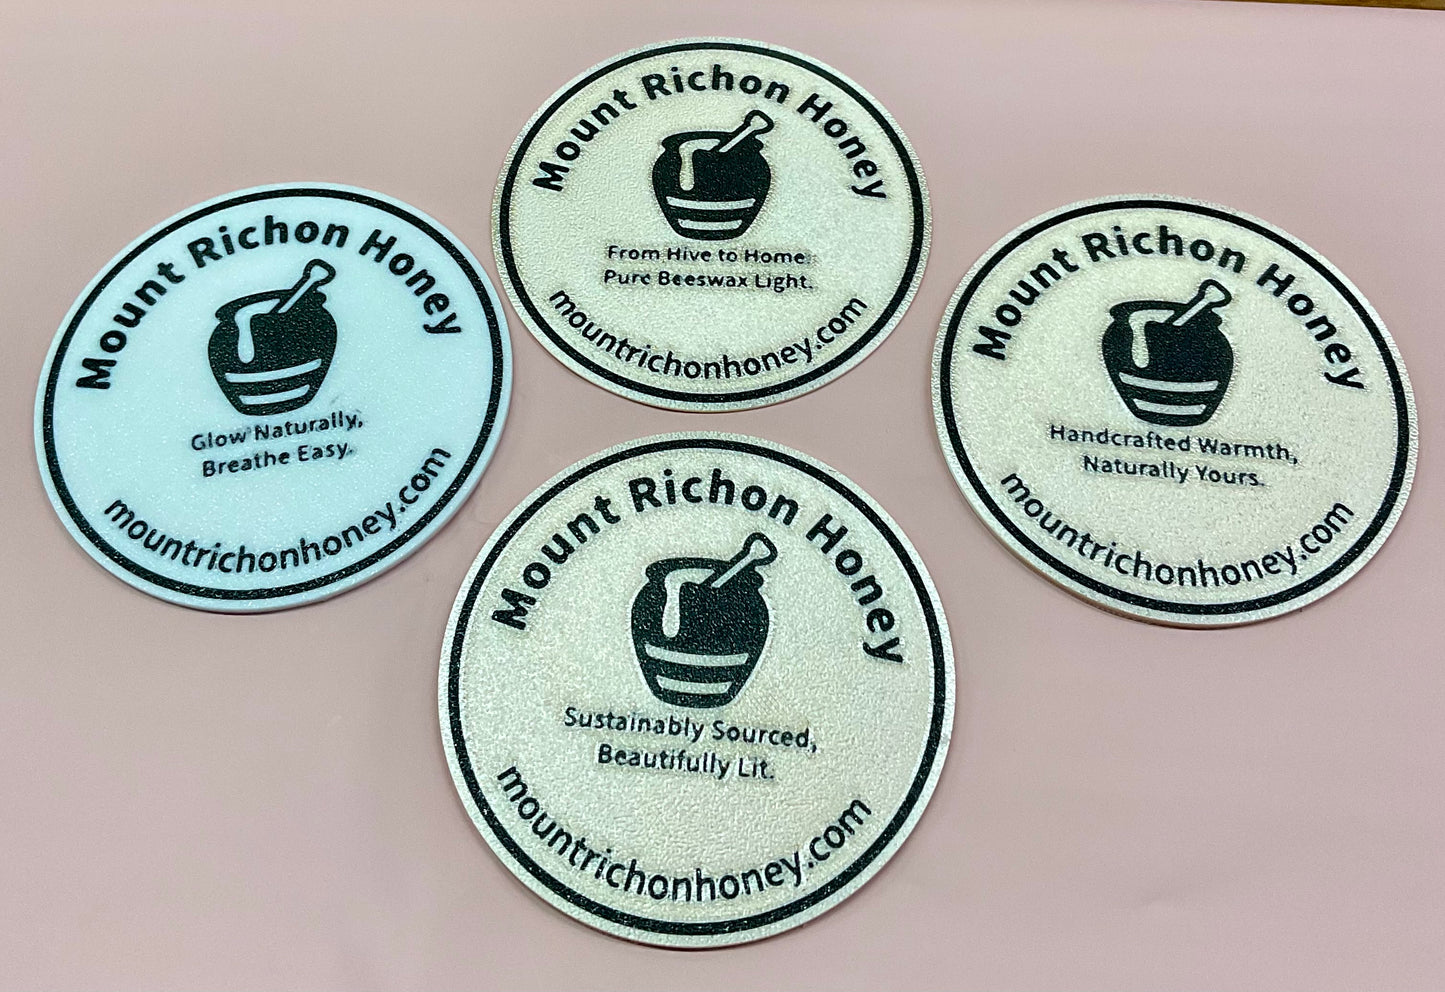 Mount Richon Honey
From Hive to Home:
Pure Beeswax Light.
mountrichonhoney.com
Mount Richon Honey
Glow Naturally,
Breathe Easy.
mountrichonhoney.com
Mount Richon Honey
Handcrafted Warmth,
Naturally Yours.
mountrichonhoney.com
Mount Richon Honey
Sustainably Sourced,
Beautifully Lit.
mountrichonhoney.com